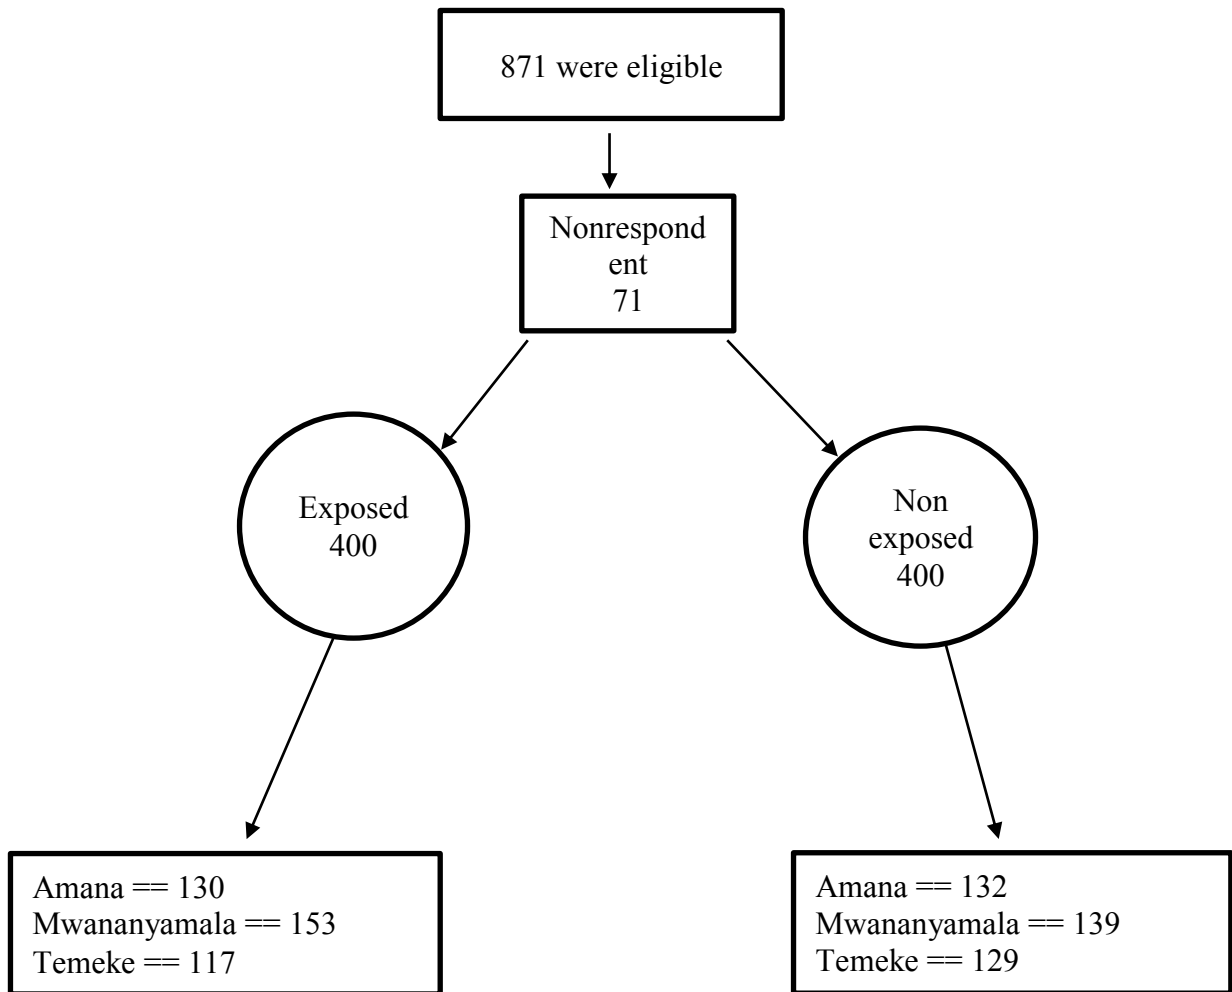 871 were eligible
Nonrespond
ent
71
Exposed
400
Non
exposed
400
Amana == 130
Mwananyamala == 153
Temeke == 117
Amana == 132
Mwananyamala == 139
Temeke == 129